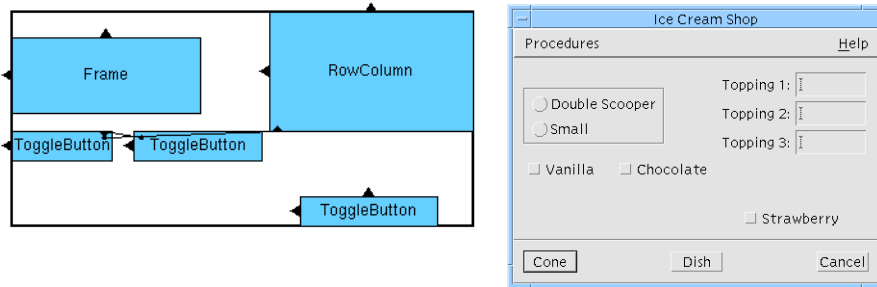 Frame
RowColumn
ToggleButton
ToggleButton
ToggleButton
Ice Cream Shop
Procedures Help
Topping 1:
Double Scooper
Topping 2:
Small
Topping 3:
Vanilla Chocolate
Strawberry
Cone Dish Cancel